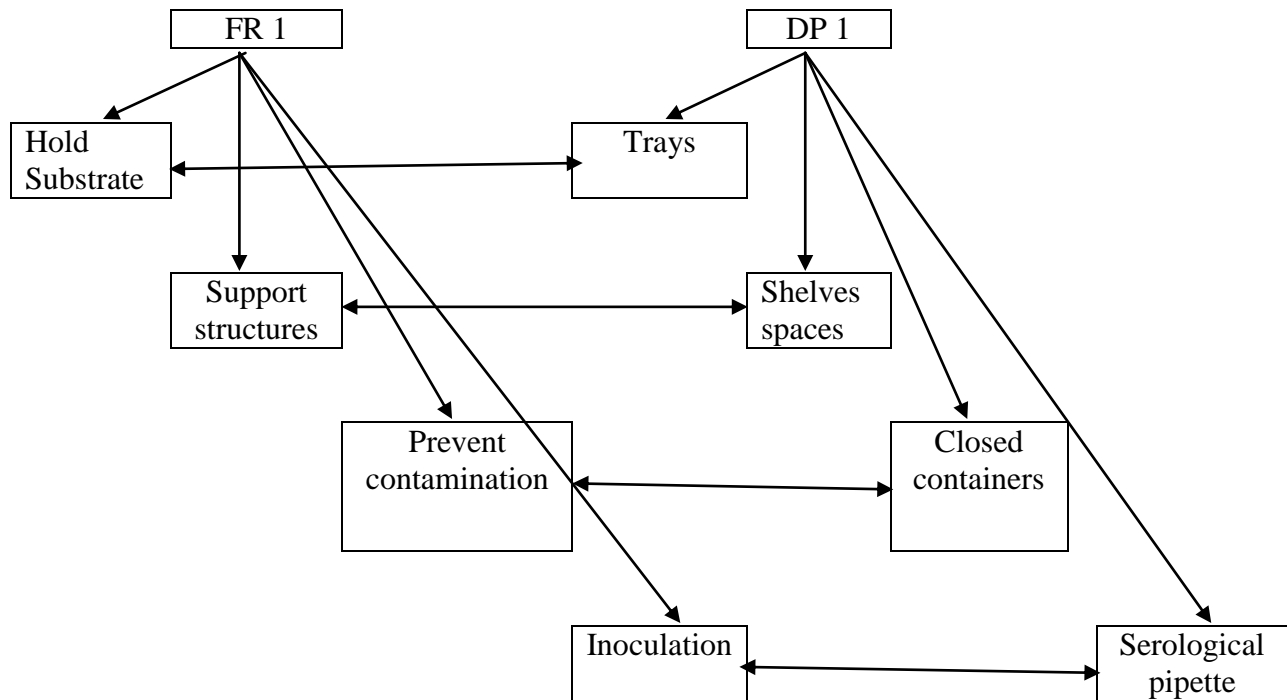 FR 1
DP 1
Hold
Substrate
Trays
Support
structures
Shelves
spaces
Prevent
contamination
Closed
containers
Inoculation
Serological
pipette